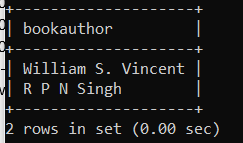 +--------------------+
| bookauthor         |
+--------------------+
| William S. Vincent |
| R P N Singh        |
+--------------------+
2 rows in set (0.00 sec)